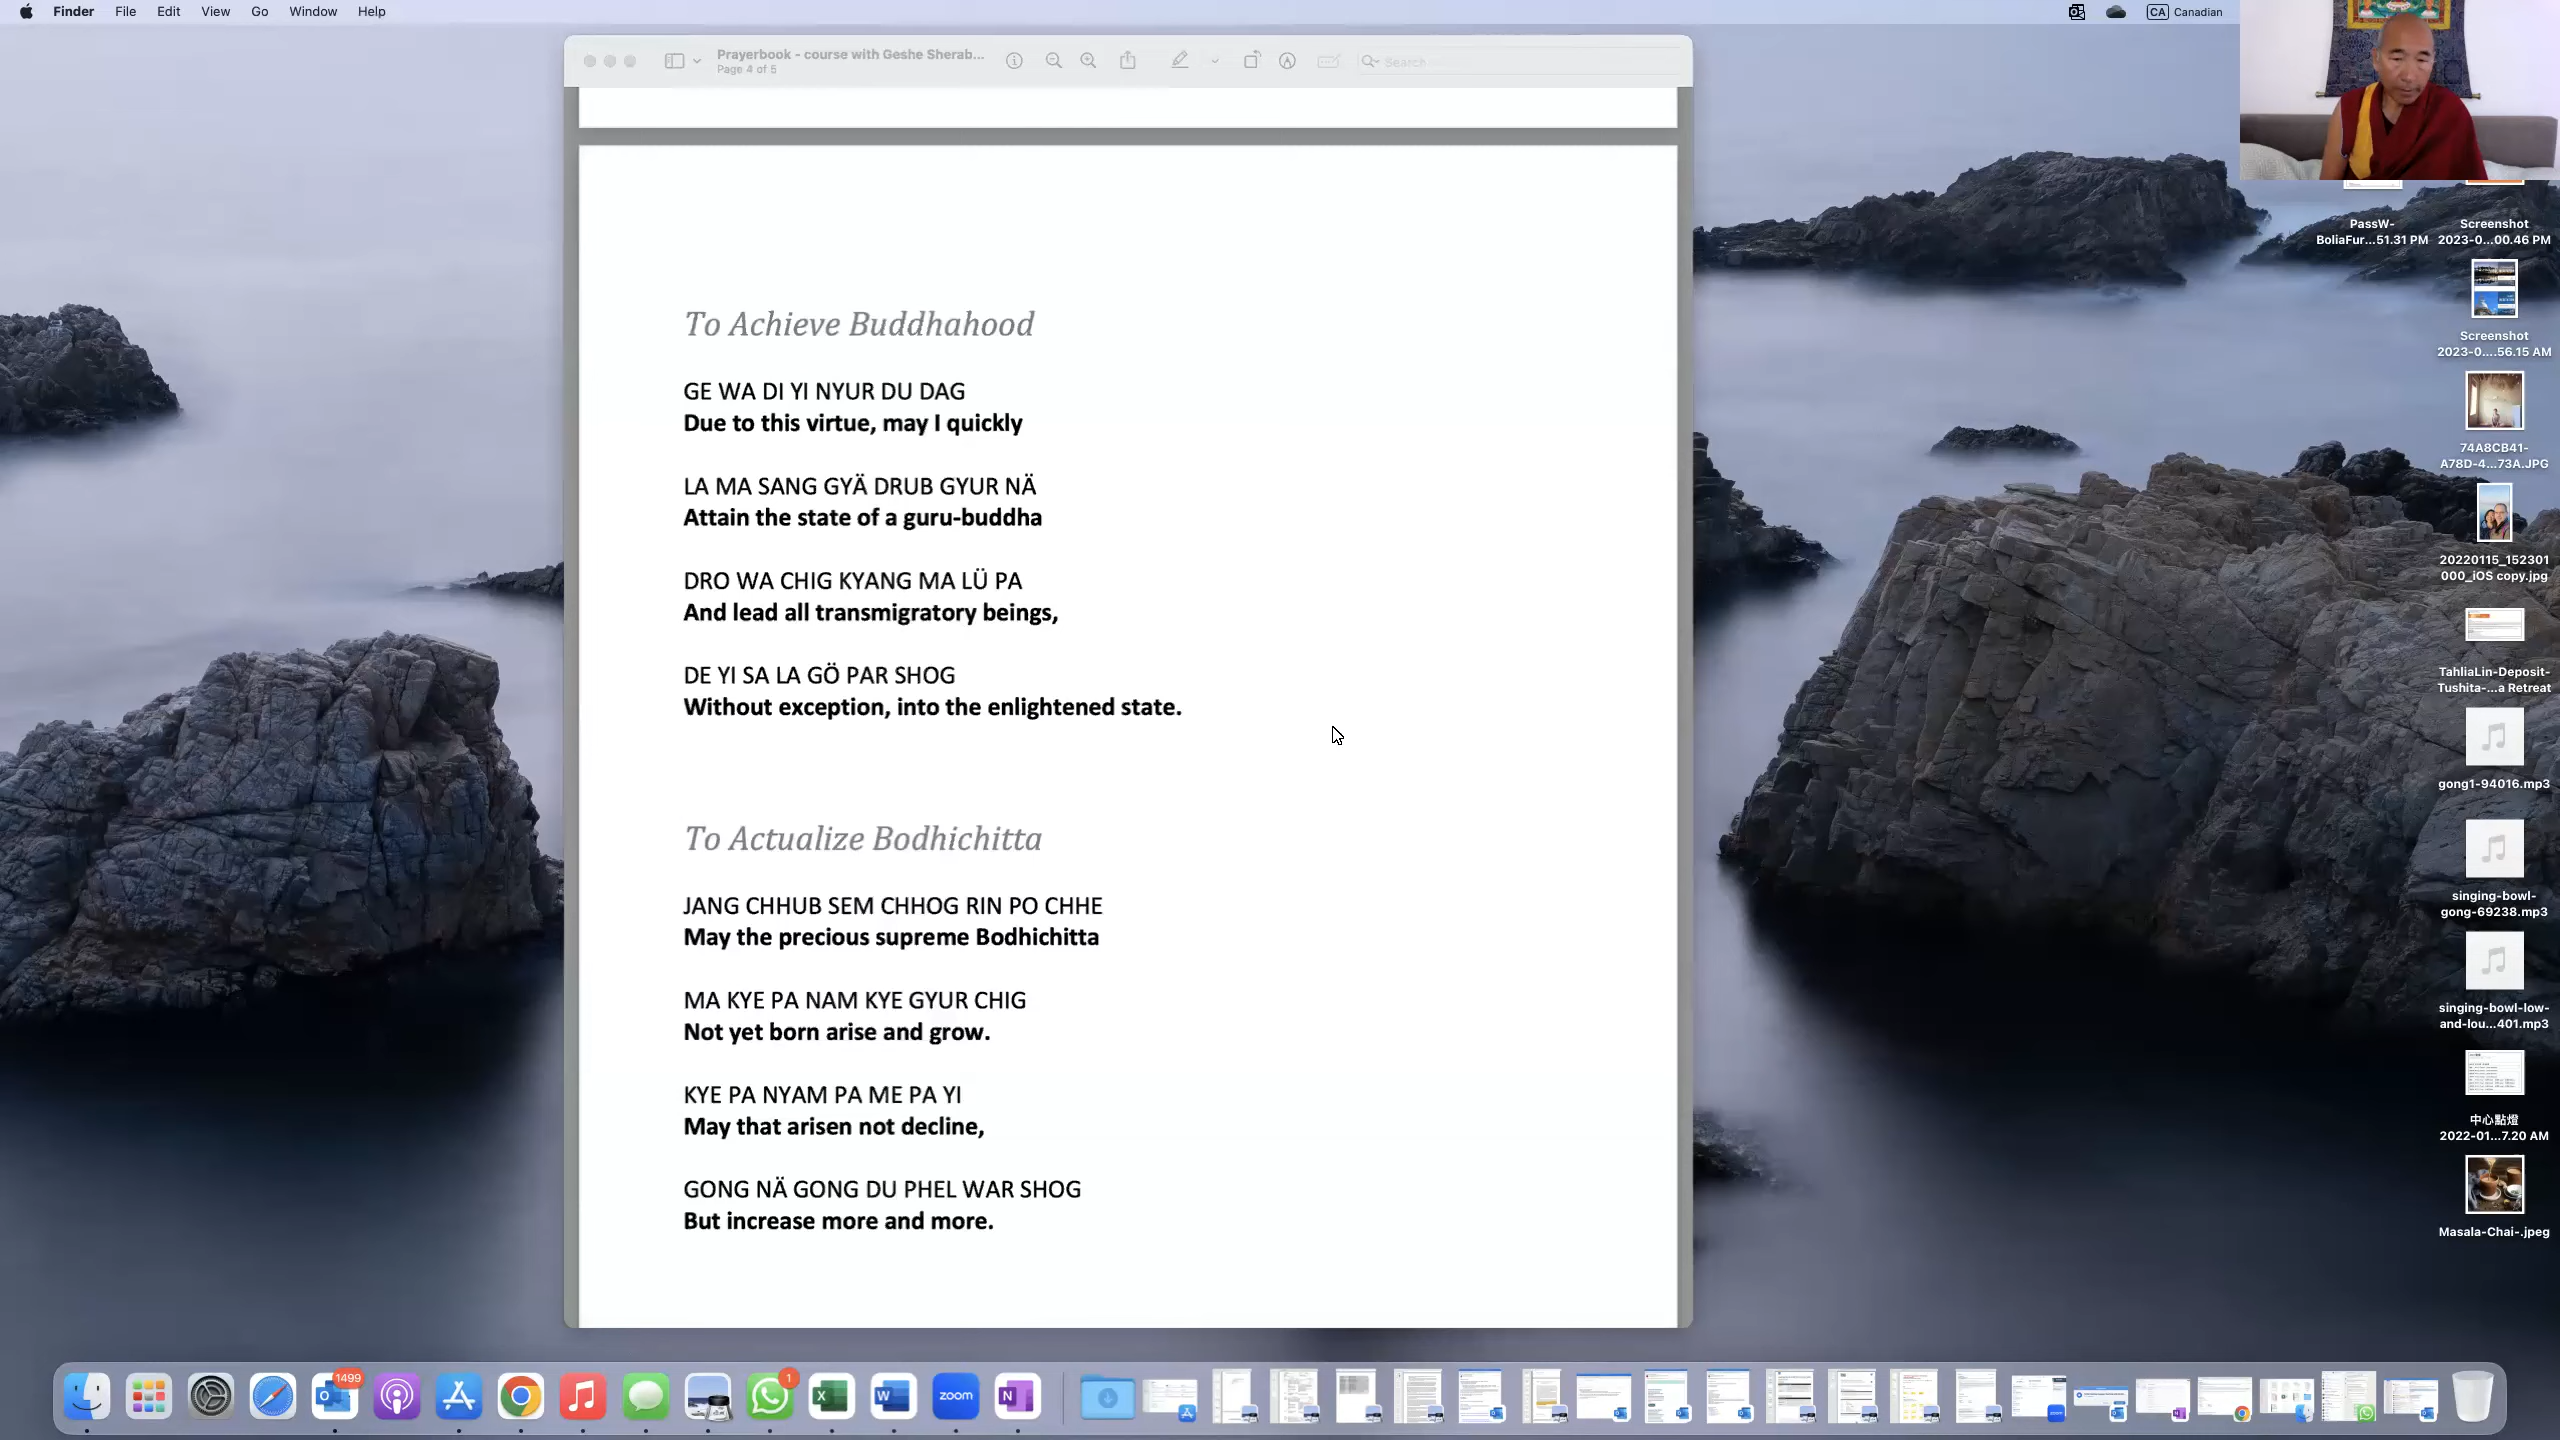 Finder File Edit View Go Window Help
CA Canadian
Prayerbook - course with Geshe Sherab...
Page 4 of 5
Search
To Achieve Buddhahood
GE WA DI YI NYUR DU DAG
Due to this virtue, may I quickly
LA MA SANG GYÄ DRUB GYUR NÄ
Attain the state of a guru-buddha
DRO WA CHIG KYANG MA LÜ PA
And lead all transmigratory beings,
DE YI SA LA GÖ PAR SHOG
Without exception, into the enlightened state.
To Actualize Bodhichitta
JANG CHHUB SEM CHHOG RIN PO CHHE
May the precious supreme Bodhichitta
MA KYE PA NAM KYE GYUR CHIG
Not yet born arise and grow.
KYE PA NYAM PA ME PA YI
May that arisen not decline,
GONG NÄ GONG DU PHEL WAR SHOG
But increase more and more.
PassW-
BoliaFur...51.31 PM
Screenshot
2023-0...00.46 PM
Screenshot
2023-0....56.15 AM
74A8CB41-
A78D-4...73A.JPG
20220115_152301
000_iOS copy.jpg
TahliaLin-Deposit-
Tushita-...a Retreat
gong1-94016.mp3
singing-bowl-
gong-69238.mp3
singing-bowl-low-
and-lou...401.mp3
中心點燈
2022-01...7.20 AM
Masala-Chai-.jpeg
1499
1
zoom